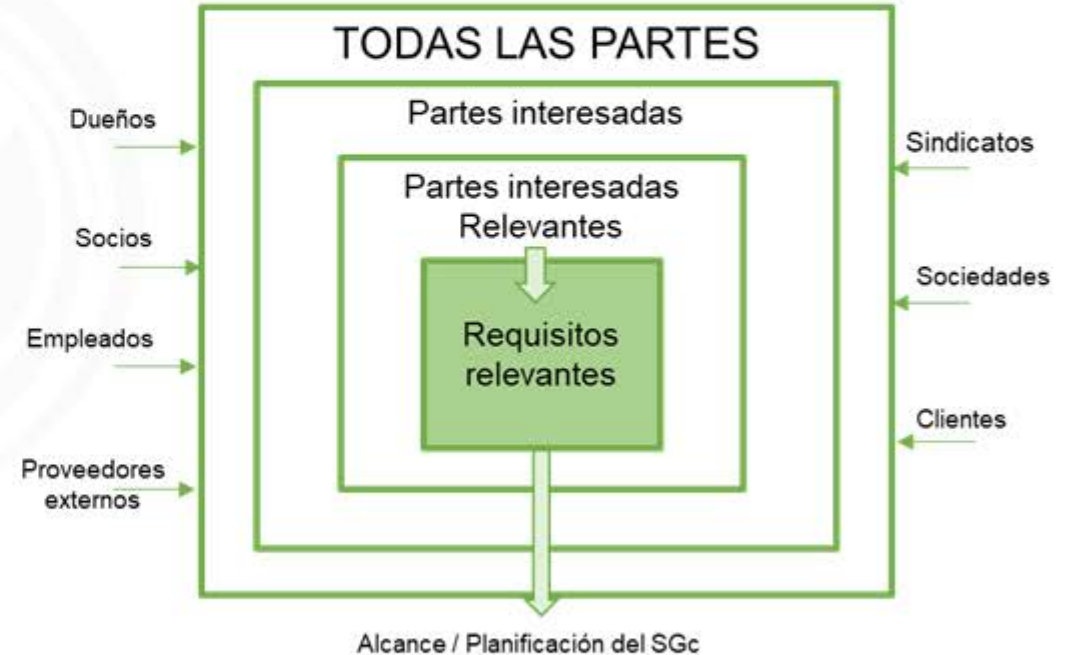 TODAS LAS PARTES
Partes interesadas
Partes interesadas
Relevantes
Requisitos
relevantes
Dueños
Socios
Empleados
Proveedores
externos
Sindicatos
Sociedades
Clientes
Alcance / Planificación del SGc